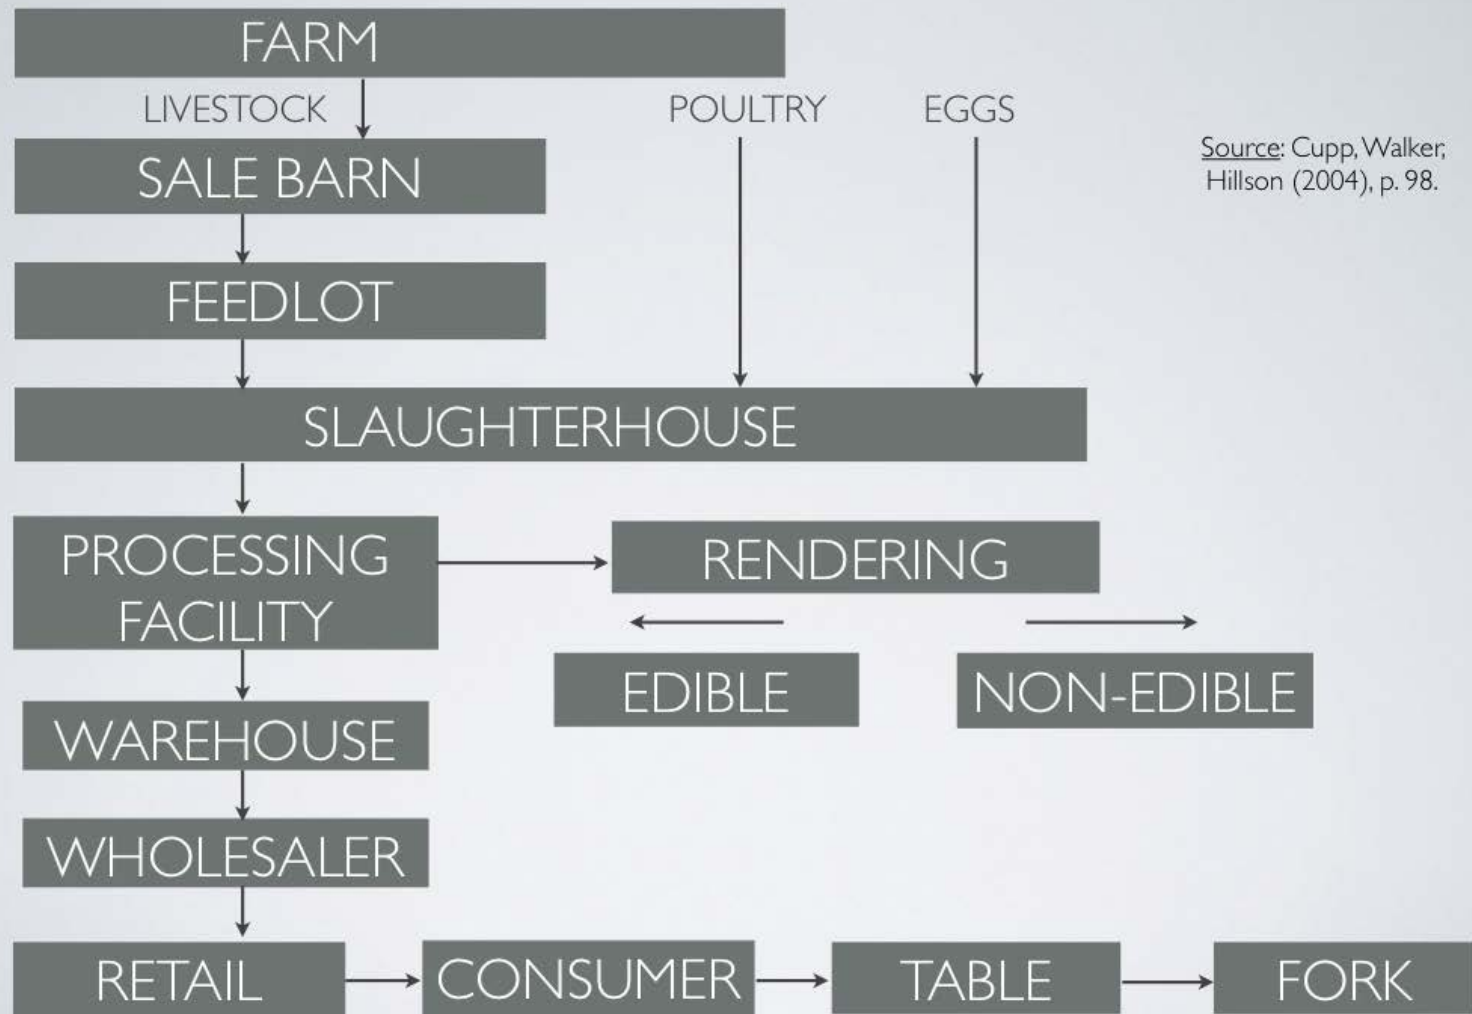 FARM
LIVESTOCK
POULTRY
EGGS
SALE BARN
Source: Cupp, Walker,
Hillson (2004), p. 98.
FEEDLOT
SLAUGHTERHOUSE
PROCESSING
FACILITY
RENDERING
EDIBLE
NON-EDIBLE
WAREHOUSE
WHOLESALER
RETAIL
CONSUMER
TABLE
FORK